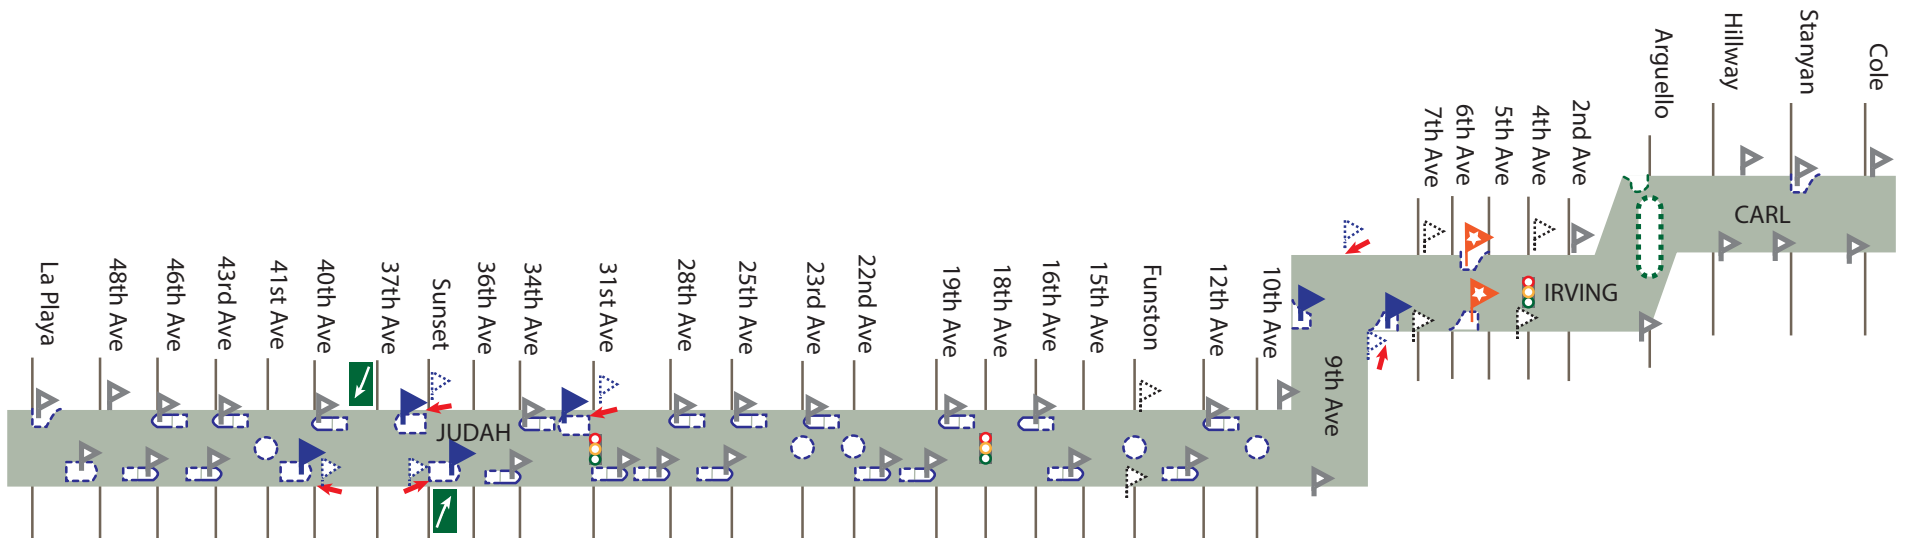 La Playa
48th Ave
46th Ave
43rd Ave
41st Ave
40th Ave
37th Ave
Sunset
36th Ave
34th Ave
31st Ave
28th Ave
25th Ave
23rd Ave
22nd Ave
19th Ave
18th Ave
16th Ave
15th Ave
Funston
12th Ave
10th Ave
9th Ave
7th Ave
6th Ave
5th Ave
4th Ave
2nd Ave
Arguello
Hillway
Stanyan
Cole
JUDAH
IRVING
CARL